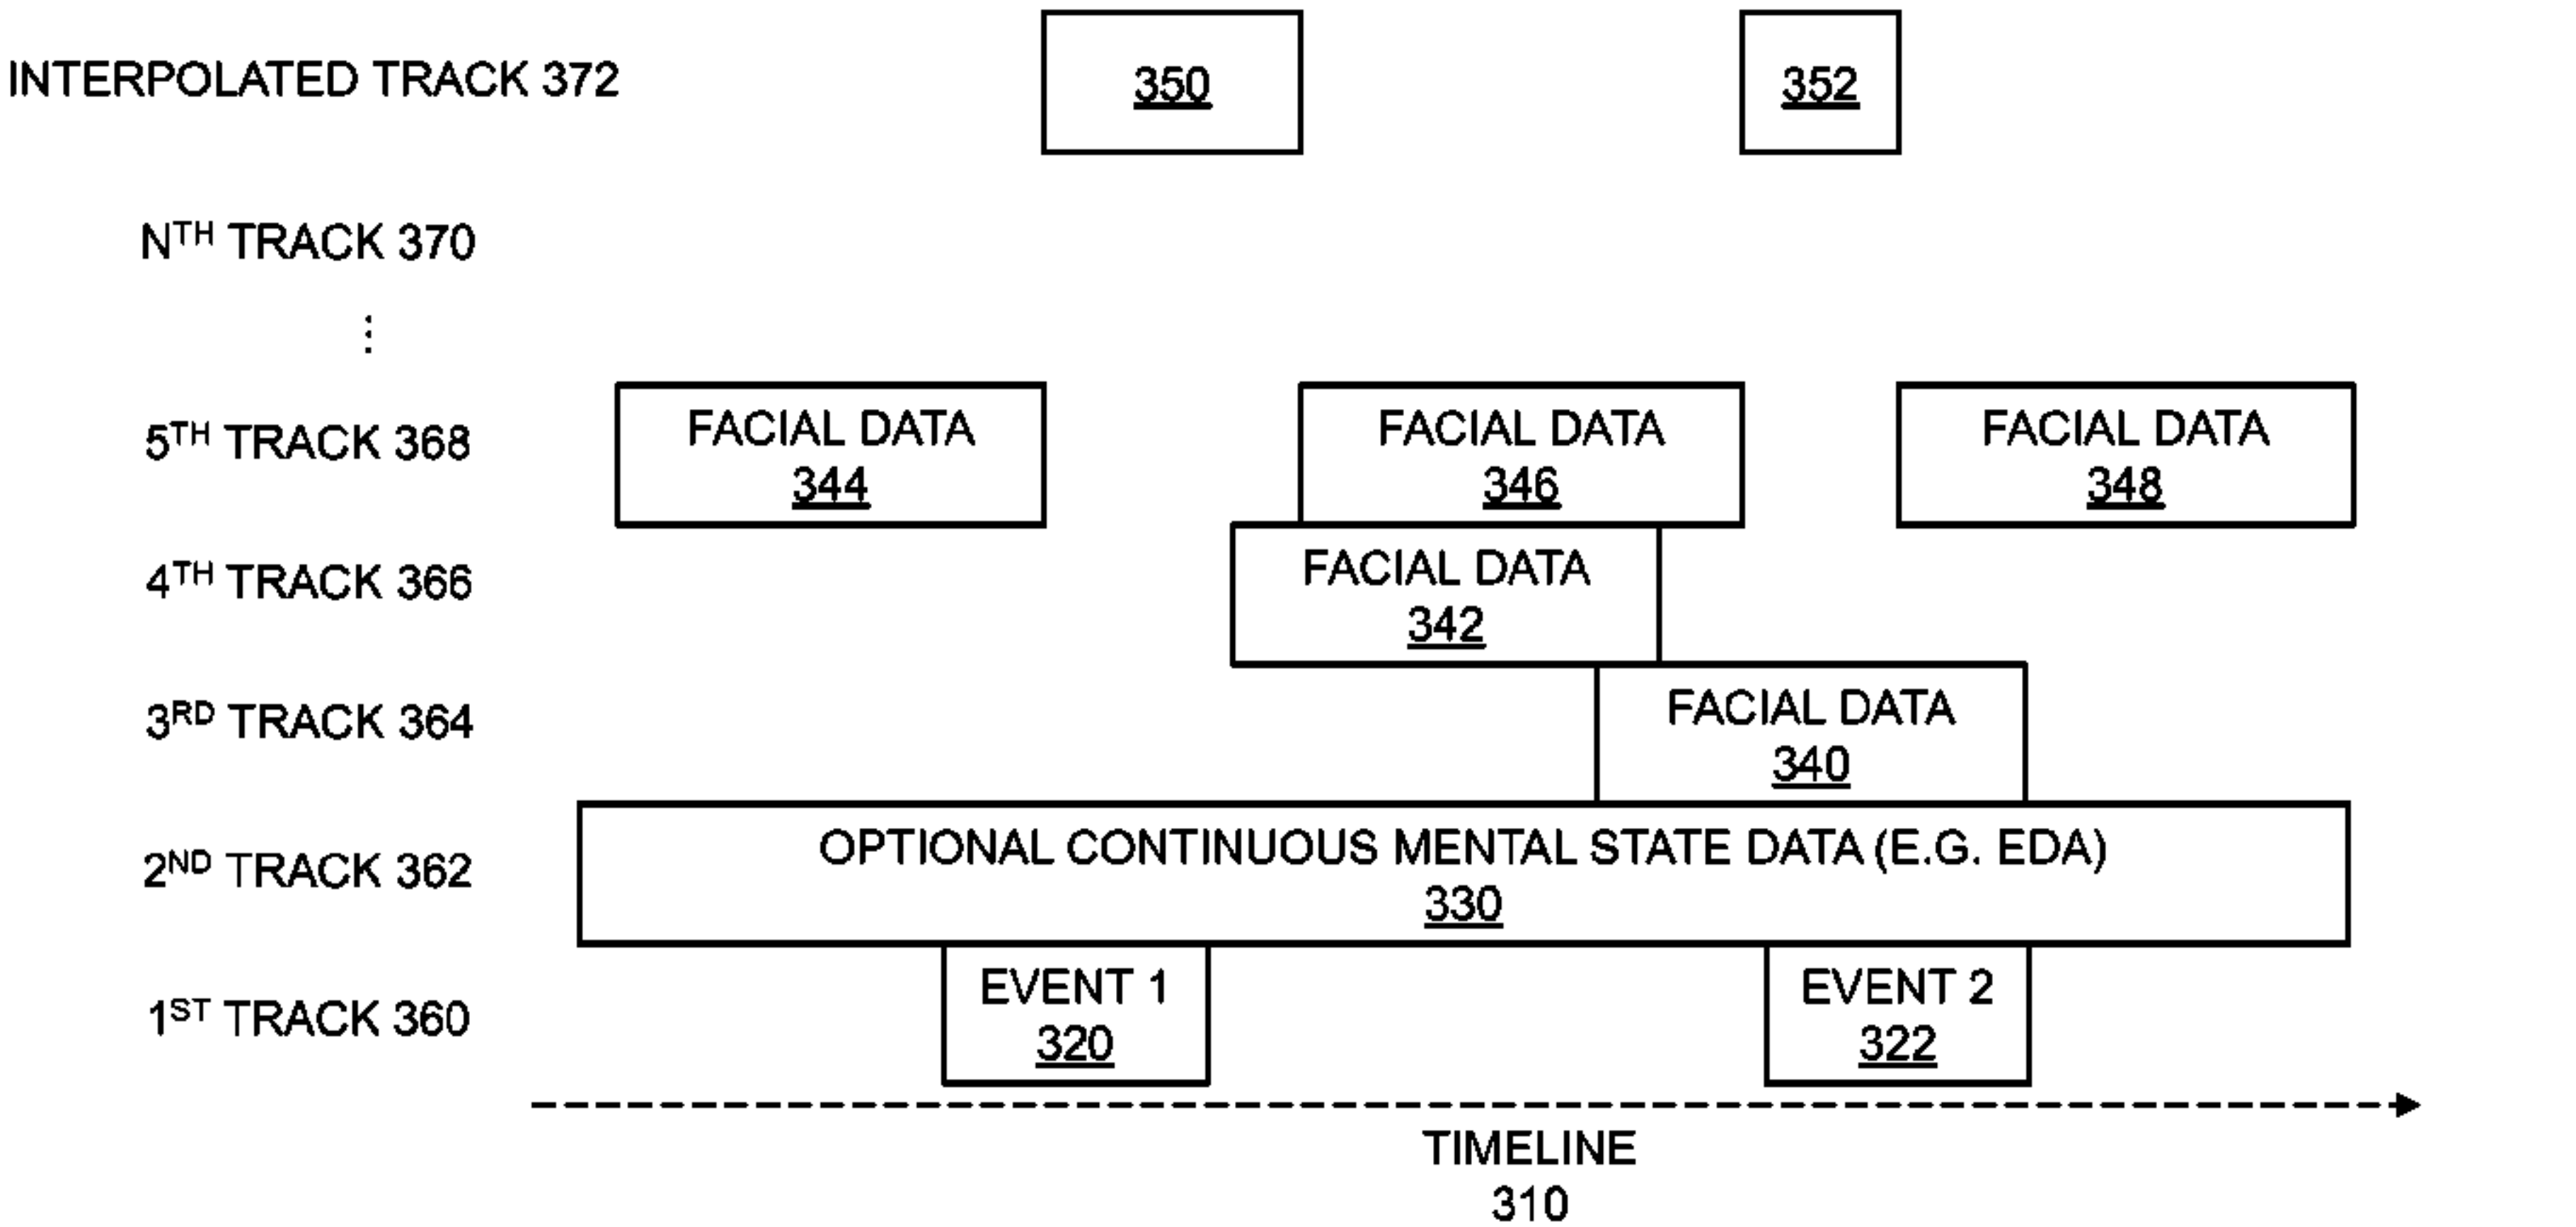 INTERPOLATED TRACK 372
350
352
NTH TRACK 370
⋮
5TH TRACK 368
FACIAL DATA
344
FACIAL DATA
346
FACIAL DATA
348
4TH TRACK 366
FACIAL DATA
342
3RD TRACK 364
FACIAL DATA
340
2ND TRACK 362
OPTIONAL CONTINUOUS MENTAL STATE DATA (E.G. EDA)
330
1ST TRACK 360
EVENT 1
320
EVENT 2
322
TIMELINE
310